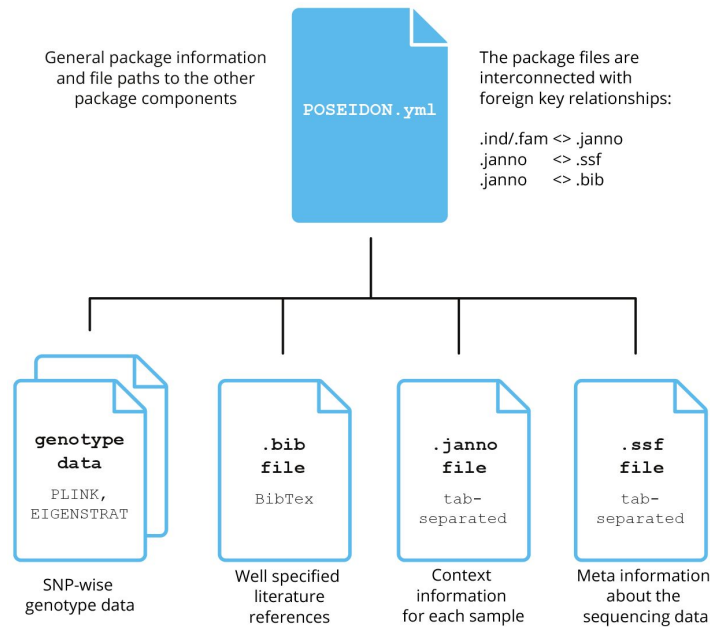 General package information
and file paths to the other
package components
POSEIDON.yml
The package files are
interconnected with
foreign key relationships:
.ind/.fam <> .janno
.janno <> .ssf
.janno <> .bib
genotype
data
PLINK,
EIGENSTRAT
SNP-wise
genotype data
.bib
file
BibTex
Well specified
literature
references
.janno
file
tab-
separated
Context
information
for each sample
.ssf
file
tab-
separated
Meta information
about the
sequencing data